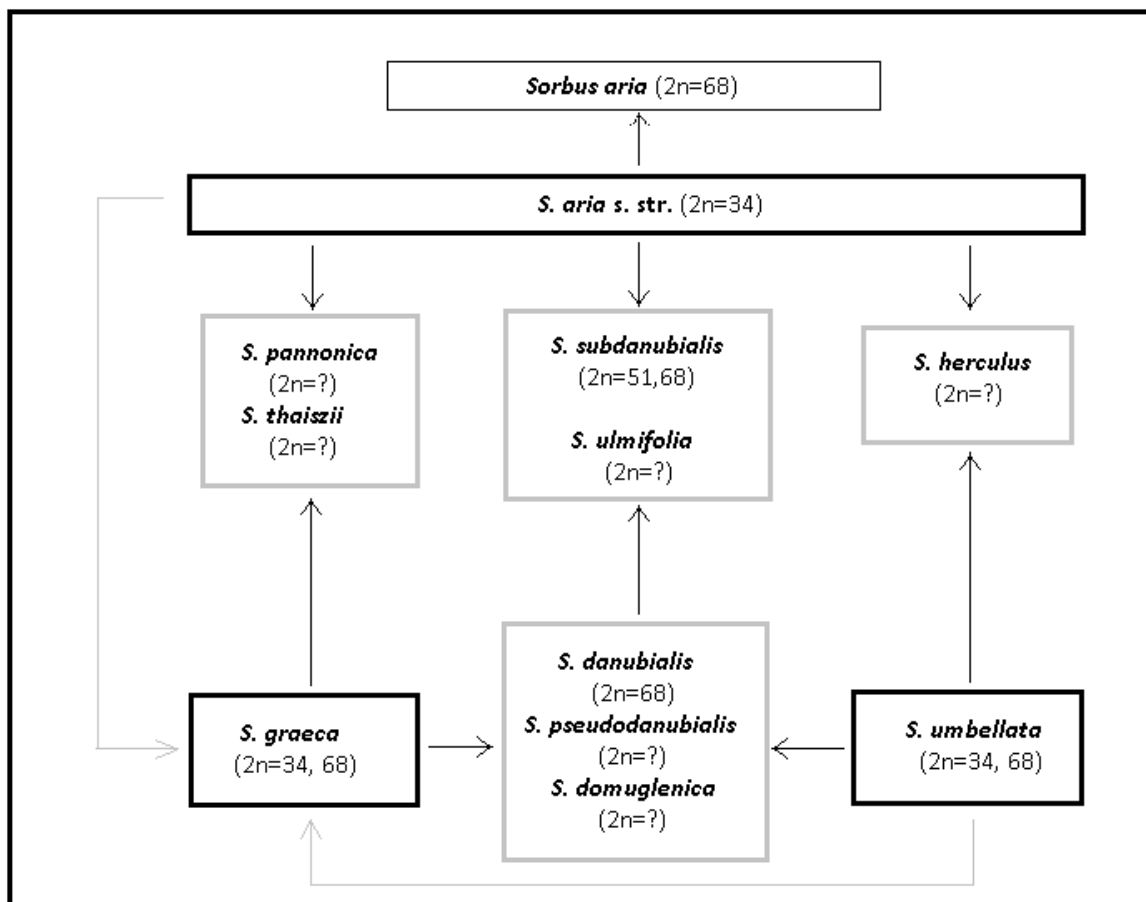 Sorbus aria (2n=68)
S. aria s. str. (2n=34)
S. pannonica
(2n=?)
S. thaiszii
(2n=?)
S. subdanubialis
(2n=51,68)
S. ulmifolia
(2n=?)
S. herculus
(2n=?)
S. graeca
(2n=34, 68)
S. danubialis
(2n=68)
S. pseudodanubialis
(2n=?)
S. domuglenica
(2n=?)
S. umbellata
(2n=34, 68)